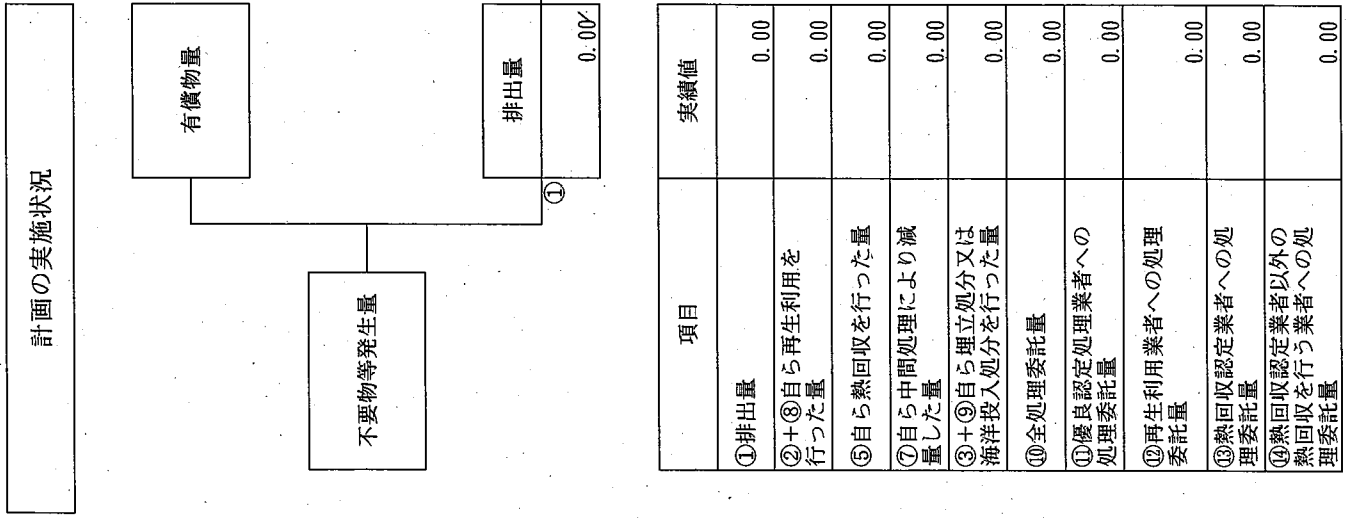 計画の実施状況
有償物量
不要物等発生量
排出量
0.00
①
項目
実績値
①排出量
0.00
②+⑧自ら再生利用を
行った量
0.00
⑤自ら熱回収を行った量
0.00
⑦自ら中間処理により減
量した量
0.00
③+⑨自ら埋立処分又は
海洋投入処分を行った量
0.00
⑩全処理委託量
0.00
⑪優良認定処理業者への
処理委託量
0.00
⑫再生利用業者への処理
委託量
0.00
⑬熱回収認定業者への処
理委託量
0.00
⑭熱回収認定業者以外の
熱回収を行う業者への処
理委託量
0.00